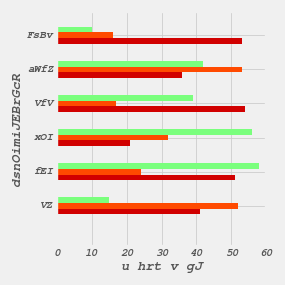 dsnOimiJEBrGcR
FsBv
aWfZ
VfV
xOI
fEI
VZ
0 10 20 30 40 50 60
u hrt v gJ